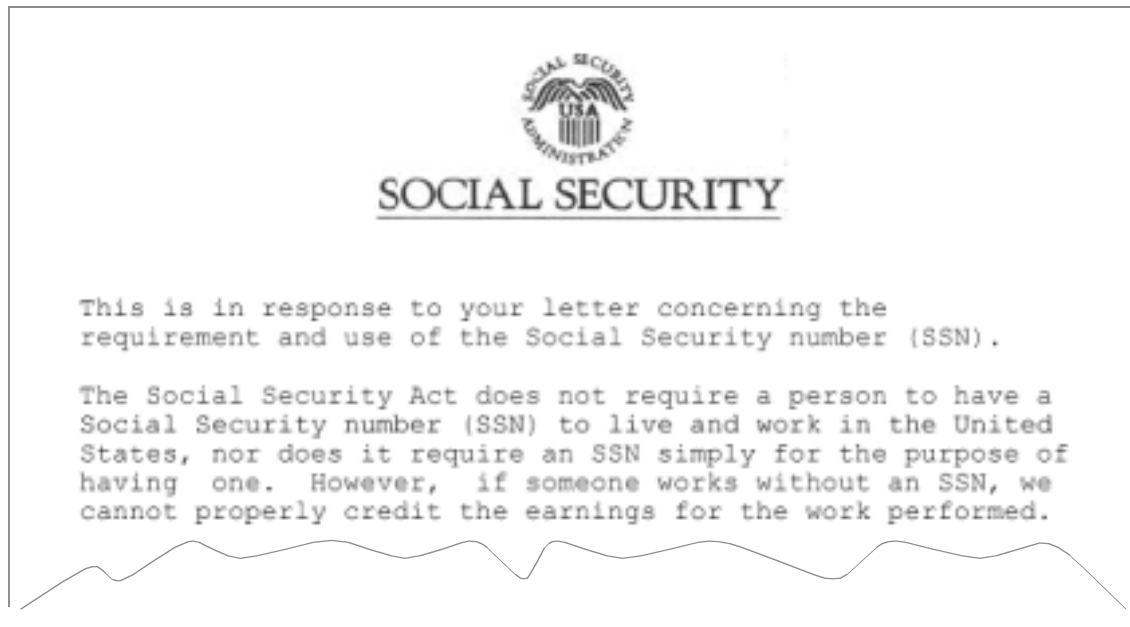 SOCIAL SECURITY ADMINISTRATION
USA
SOCIAL SECURITY
This is in response to your letter concerning the
requirement and use of the Social Security number (SSN).
The Social Security Act does not require a person to have a
Social Security number (SSN) to live and work in the United
States, nor does it require an SSN simply for the purpose of
having one. However, if someone works without an SSN, we
cannot properly credit the earnings for the work performed.